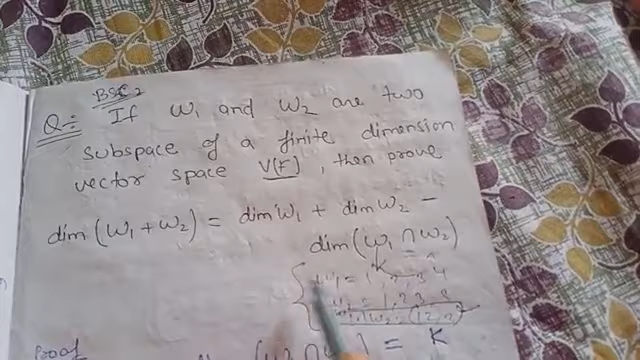 BSC 2
Q:- If W₁ and W₂ are two
subspace of a finite dimension
vector space V(F), then prove
dim (W₁ + W₂) = dim W₁ + dim W₂ -
dim (W₁ ∩ W₂)
Proof
= K